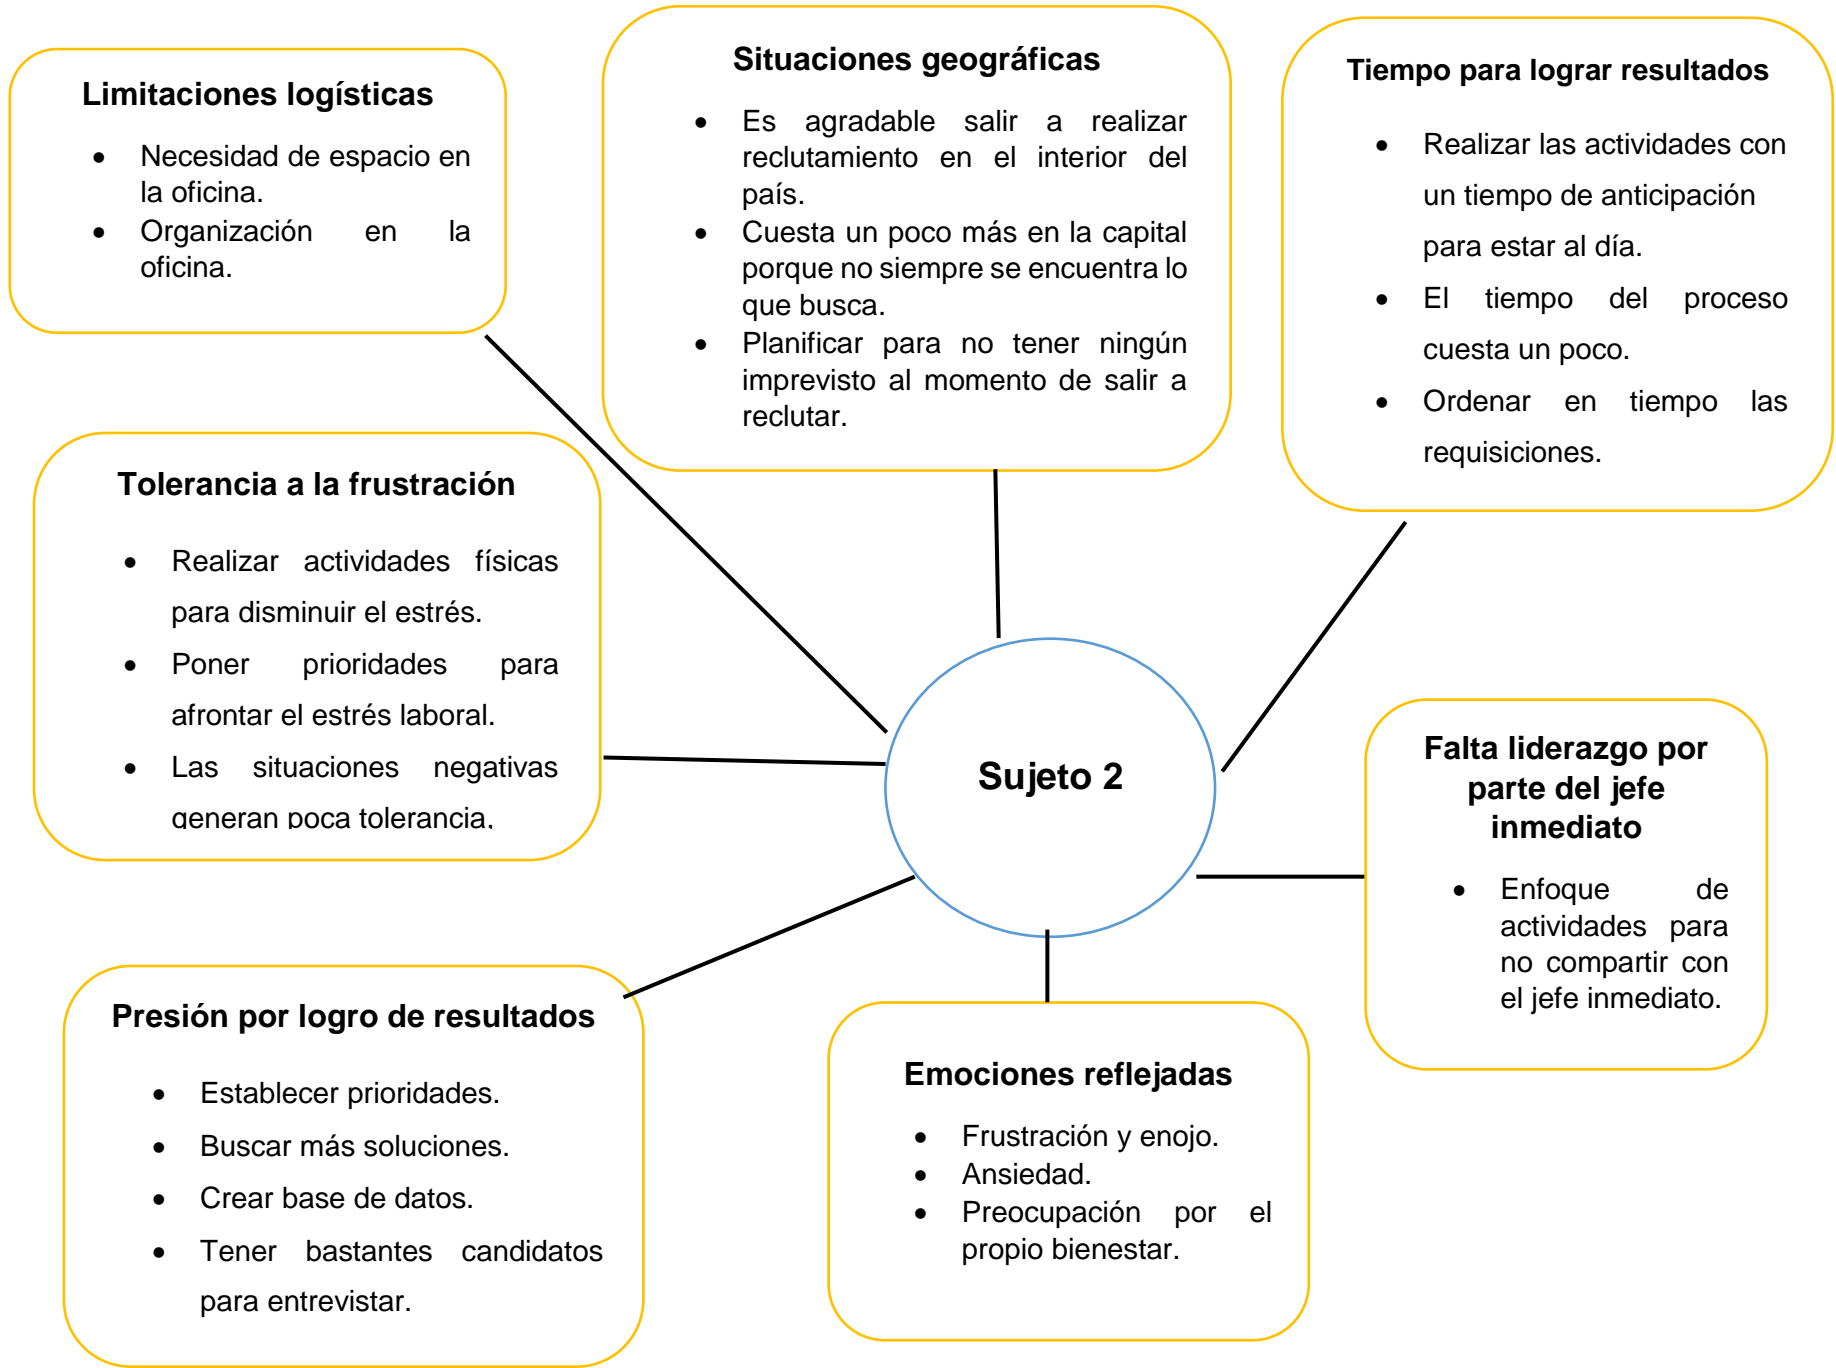 Limitaciones logísticas
• Necesidad de espacio en
la oficina.
• Organización en la
oficina.
Situaciones geográficas
• Es agradable salir a realizar
reclutamiento en el interior del
país.
• Cuesta un poco más en la capital
porque no siempre se encuentra lo
que busca.
• Planificar para no tener ningún
imprevisto al momento de salir a
reclutar.
Tiempo para lograr resultados
• Realizar las actividades con
un tiempo de anticipación
para estar al día.
• El tiempo del proceso
cuesta un poco.
• Ordenar en tiempo las
requisiciones.
Tolerancia a la frustración
• Realizar actividades físicas
para disminuir el estrés.
• Poner prioridades para
afrontar el estrés laboral.
• Las situaciones negativas
generan poca tolerancia,
Sujeto 2
Falta liderazgo por
parte del jefe
inmediato
• Enfoque de
actividades para
no compartir con
el jefe inmediato.
Presión por logro de resultados
• Establecer prioridades.
• Buscar más soluciones.
• Crear base de datos.
• Tener bastantes candidatos
para entrevistar.
Emociones reflejadas
• Frustración y enojo.
• Ansiedad.
• Preocupación por el
propio bienestar.